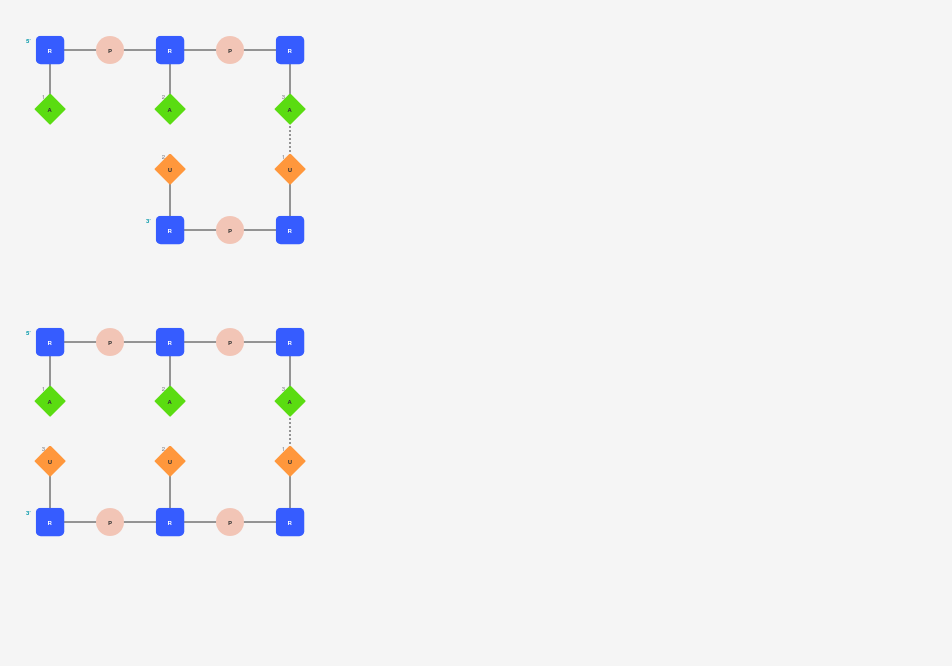 5' R P R P R
1 2 3
A A A
2 1
U U
3' R P R
5' R P R P R
1 2 3
A A A
3 2 1
U U U
3' R P R P R